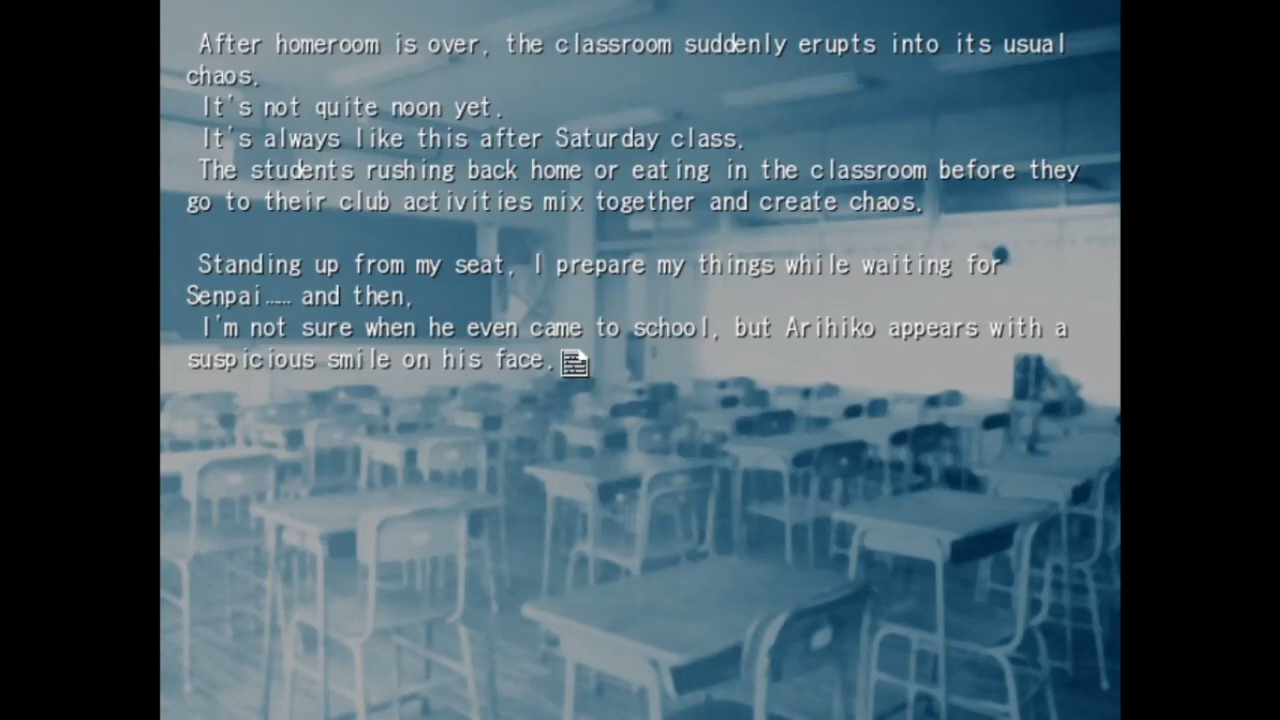 After homeroom is over, the classroom suddenly erupts into its usual
chaos.
It's not quite noon yet.
It's always like this after Saturday class.
The students rushing back home or eating in the classroom before they
go to their club activities mix together and create chaos.
Standing up from my seat, I prepare my things while waiting for
Senpai…… and then,
I'm not sure when he even came to school, but Arihiko appears with a
suspicious smile on his face.